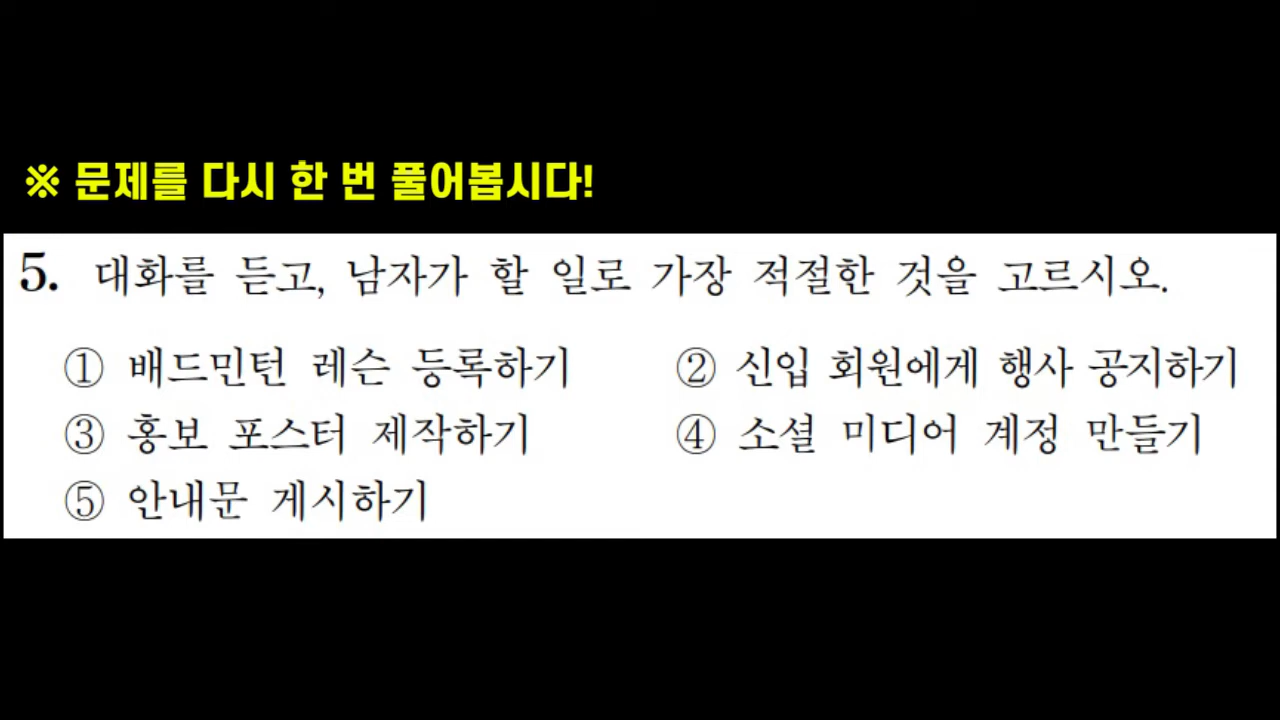 ※ 문제를 다시 한 번 풀어봅시다!
5. 대화를 듣고, 남자가 할 일로 가장 적절한 것을 고르시오.
① 배드민턴 레슨 등록하기 ② 신입 회원에게 행사 공지하기
③ 홍보 포스터 제작하기 ④ 소셜 미디어 계정 만들기
⑤ 안내문 게시하기